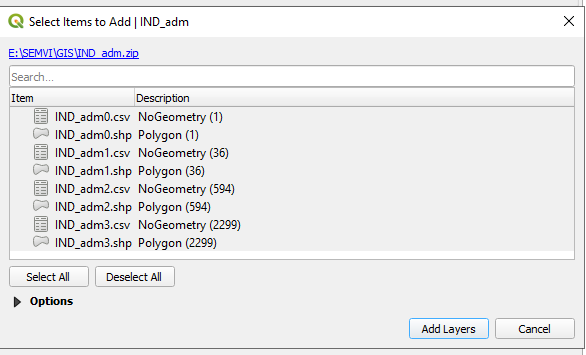 Select Items to Add | IND_adm
E:\SEMVI\GIS\IND_adm.zip
Search...
Item Description
IND_adm0.csv NoGeometry (1)
IND_adm0.shp Polygon (1)
IND_adm1.csv NoGeometry (36)
IND_adm1.shp Polygon (36)
IND_adm2.csv NoGeometry (594)
IND_adm2.shp Polygon (594)
IND_adm3.csv NoGeometry (2299)
IND_adm3.shp Polygon (2299)
Select All Deselect All
Options
Add Layers Cancel